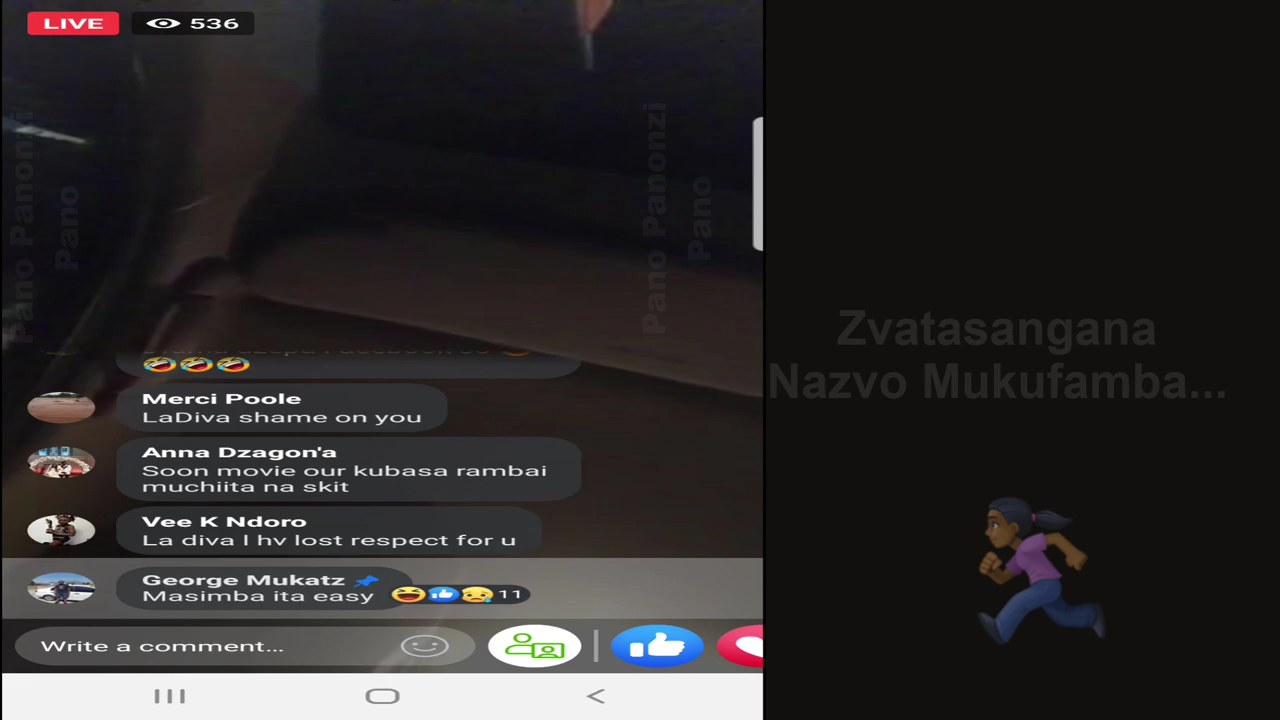 LIVE 536
Pano Panonzi
Pano
Pano Panonzi
Pano
Merci Poole
LaDiva shame on you
Anna Dzagon'a
Soon movie our kubasa rambai
muchiita na skit
Vee K Ndoro
La diva I hv lost respect for u
George Mukatz
Masimba ita easy 11
Write a comment...
Zvatasangana
Nazvo Mukufamba...